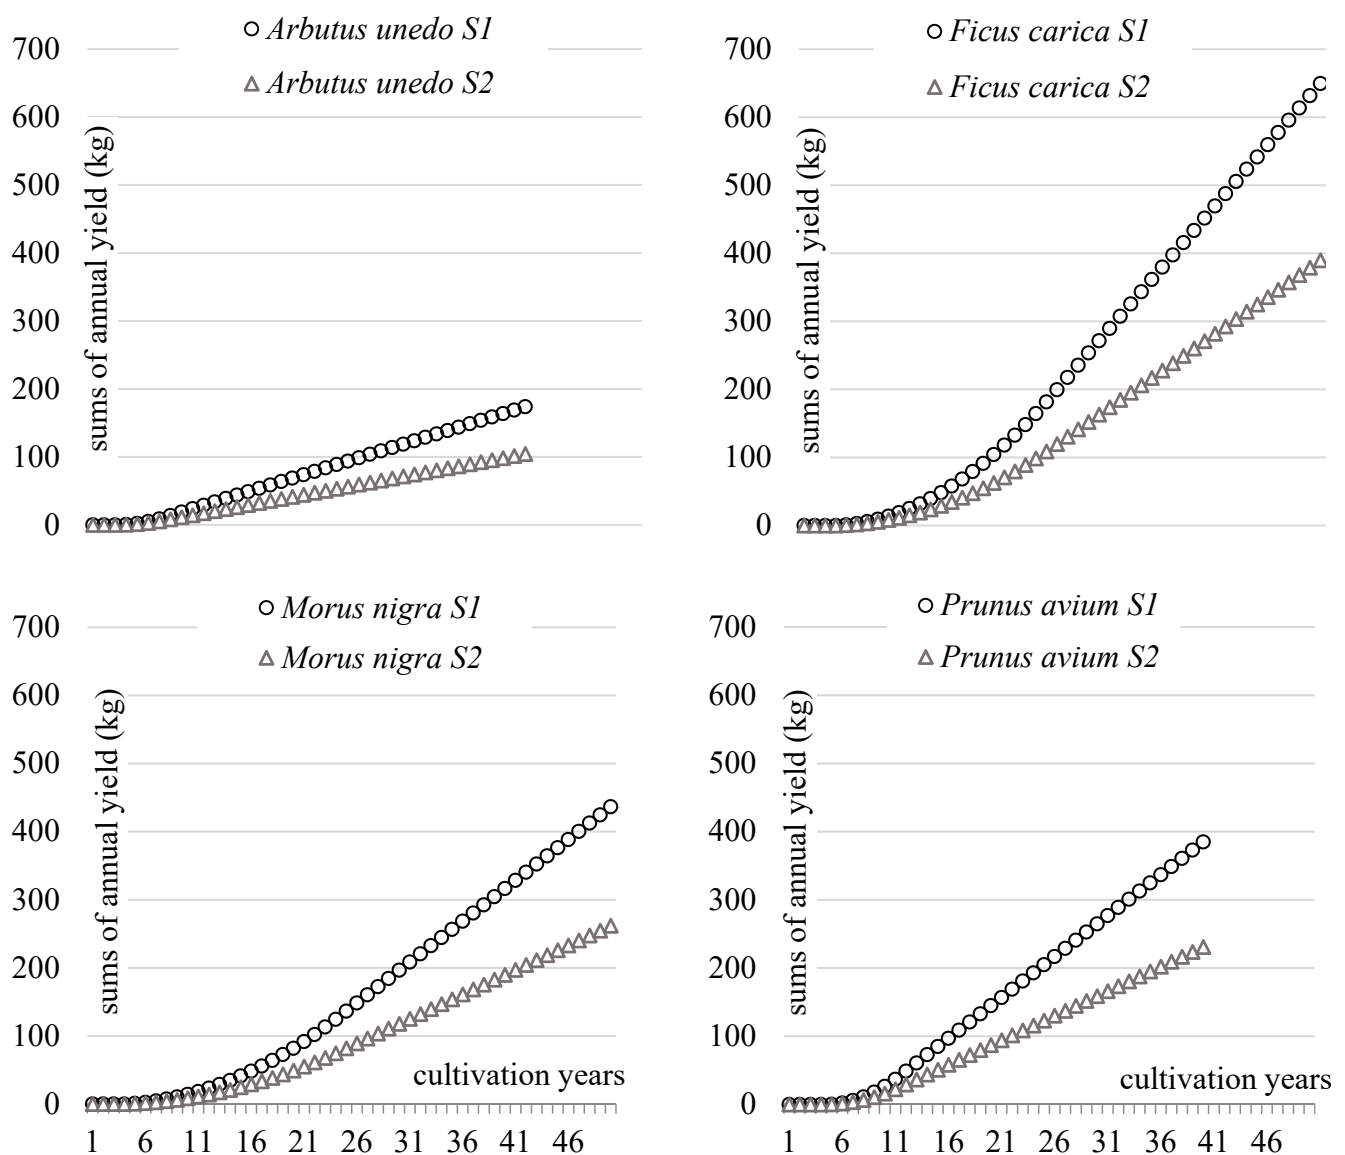 Arbutus unedo S1
Arbutus unedo S2
700
600
500
400
300
200
100
0
sums of annual yield (kg)
Ficus carica S1
Ficus carica S2
700
600
500
400
300
200
100
0
sums of annual yield (kg)
Morus nigra S1
Morus nigra S2
700
600
500
400
300
200
100
0
sums of annual yield (kg)
cultivation years
1 6 11 16 21 26 31 36 41 46
Prunus avium S1
Prunus avium S2
700
600
500
400
300
200
100
0
sums of annual yield (kg)
cultivation years
1 6 11 16 21 26 31 36 41 46